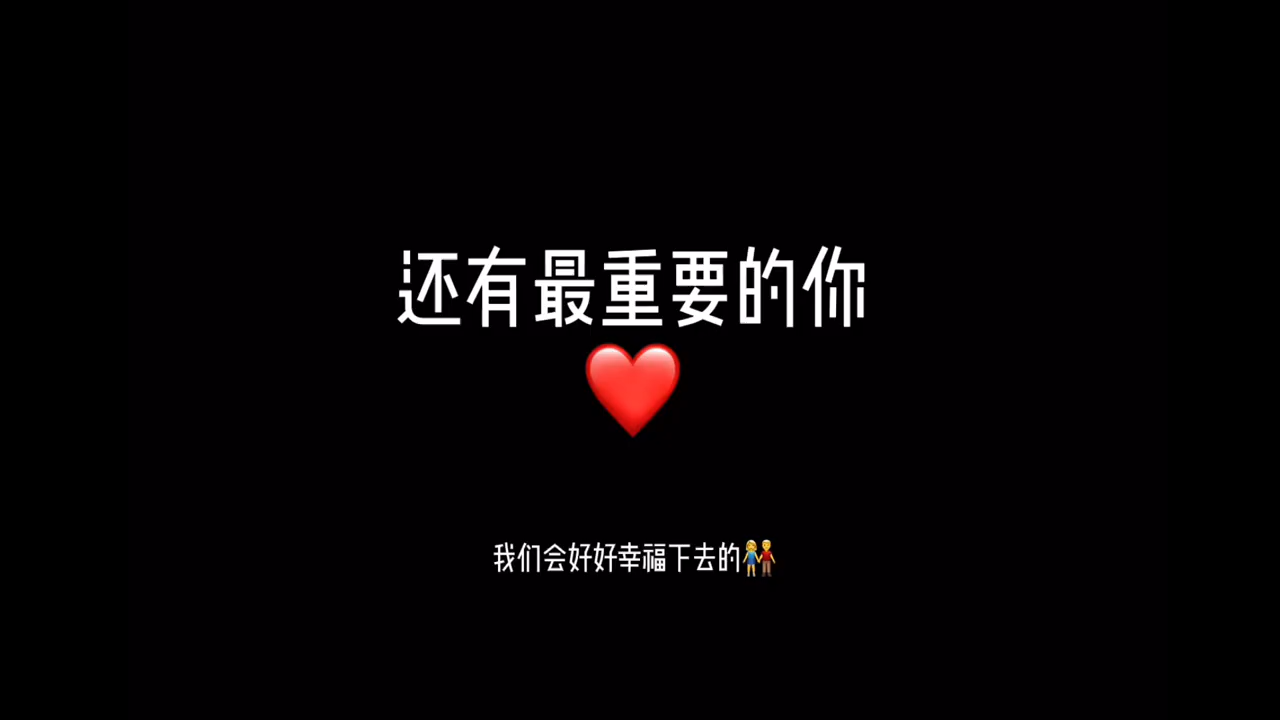 还有最重要的你
❤️
我们会好好幸福下去的👫